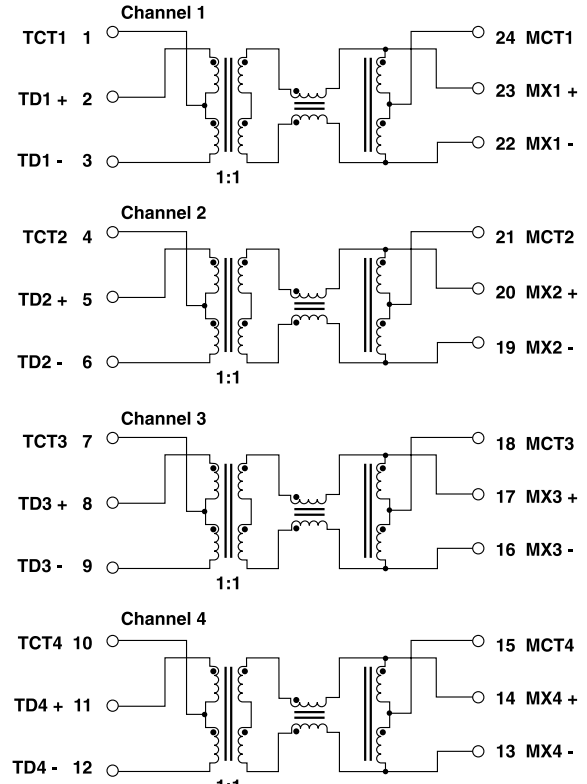 Channel 1
TCT1 1
24 MCT1
TD1 + 2
23 MX1 +
TD1 - 3
22 MX1 -
1:1
Channel 2
TCT2 4
21 MCT2
TD2 + 5
20 MX2 +
TD2 - 6
19 MX2 -
1:1
Channel 3
TCT3 7
18 MCT3
TD3 + 8
17 MX3 +
TD3 - 9
16 MX3 -
1:1
Channel 4
TCT4 10
15 MCT4
TD4 + 11
14 MX4 +
TD4 - 12
13 MX4 -
1:1